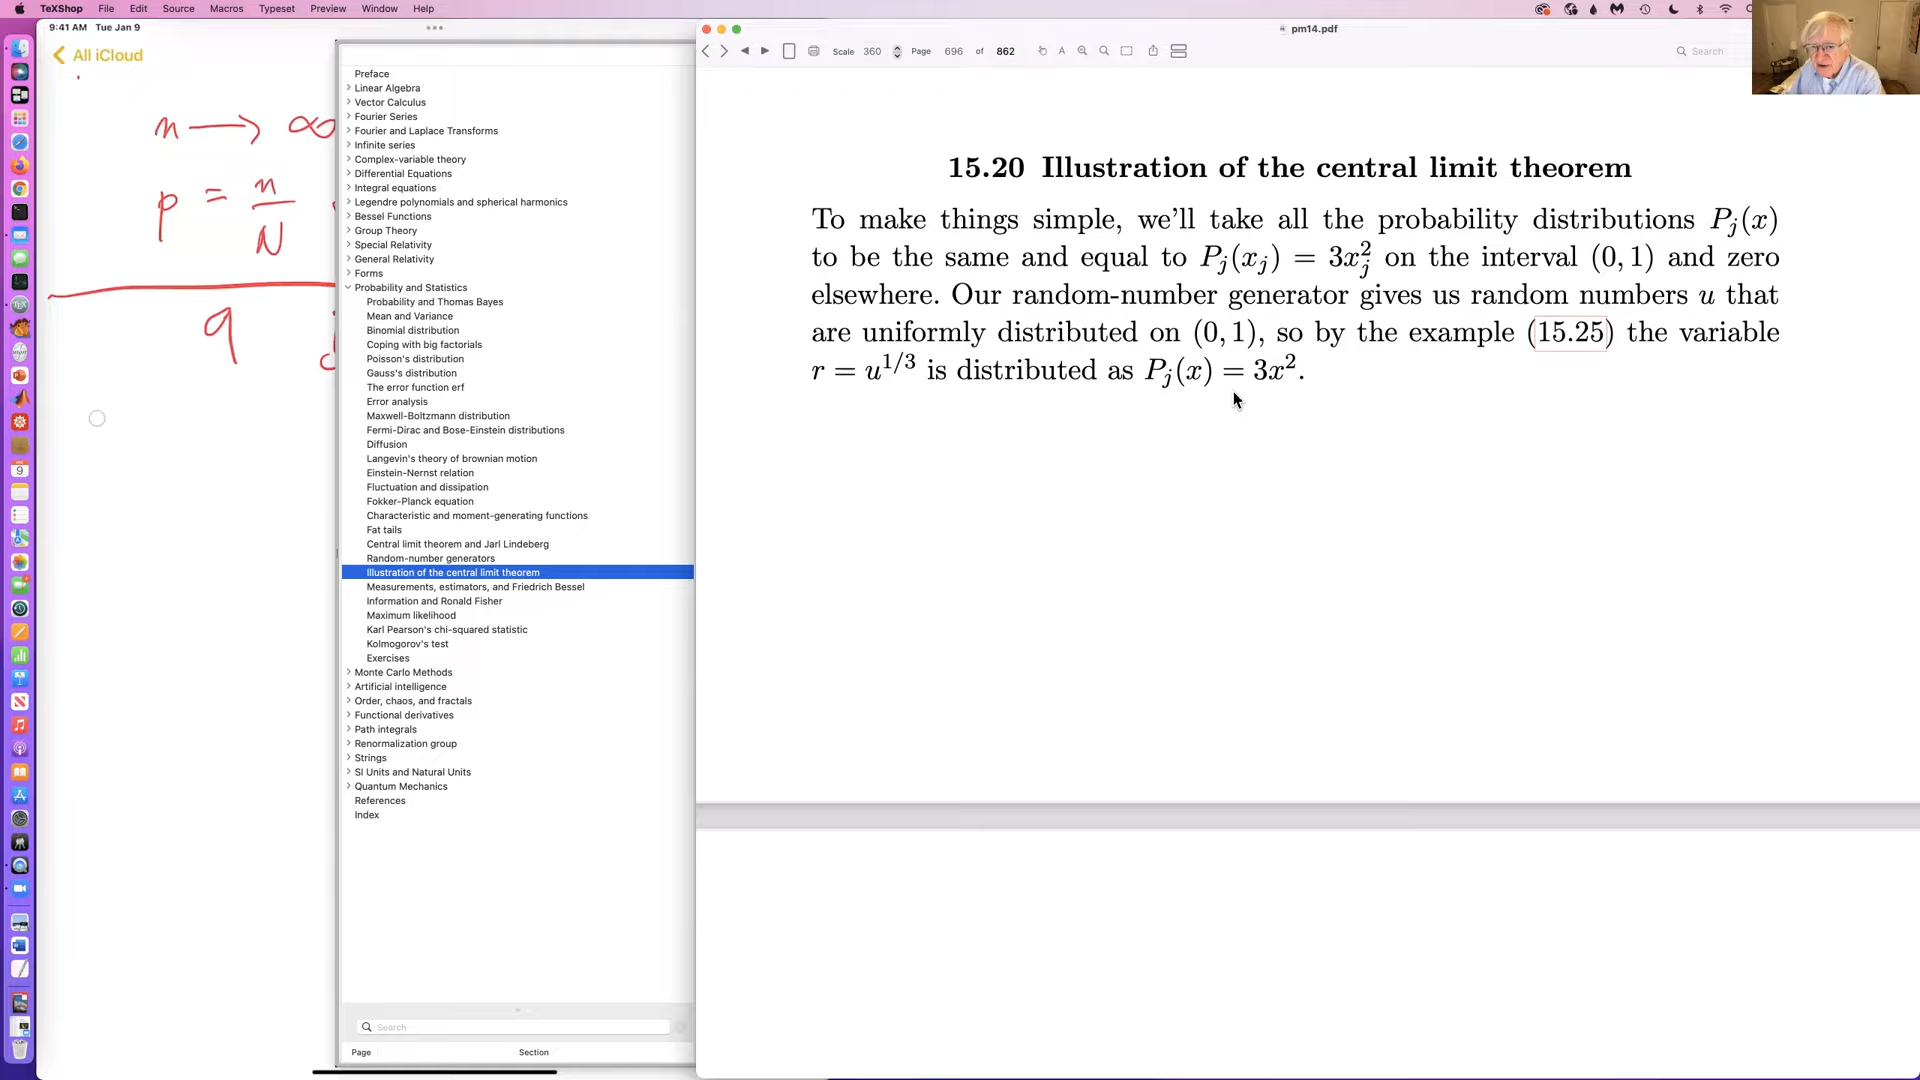 TeXShop File Edit Source Macros Typeset Preview Window Help
9:41 AM Tue Jan 9
All iCloud
n → ∞
p = n/N
9
Preface
Linear Algebra
Vector Calculus
Fourier Series
Fourier and Laplace Transforms
Infinite series
Complex-variable theory
Differential Equations
Integral equations
Legendre polynomials and spherical harmonics
Bessel Functions
Group Theory
Special Relativity
General Relativity
Forms
Probability and Statistics
Probability and Thomas Bayes
Mean and Variance
Binomial distribution
Coping with big factorials
Poisson's distribution
Gauss's distribution
The error function erf
Error analysis
Maxwell-Boltzmann distribution
Fermi-Dirac and Bose-Einstein distributions
Diffusion
Langevin's theory of brownian motion
Einstein-Nernst relation
Fluctuation and dissipation
Fokker-Planck equation
Characteristic and moment-generating functions
Fat tails
Central limit theorem and Jarl Lindeberg
Random-number generators
Illustration of the central limit theorem
Measurements, estimators, and Friedrich Bessel
Information and Ronald Fisher
Maximum likelihood
Karl Pearson's chi-squared statistic
Kolmogorov's test
Exercises
Monte Carlo Methods
Artificial intelligence
Order, chaos, and fractals
Functional derivatives
Path integrals
Renormalization group
Strings
SI Units and Natural Units
Quantum Mechanics
References
Index
Search
Page Section
pm14.pdf
Scale 360 Page 696 of 862 A Search
15.20 Illustration of the central limit theorem
To make things simple, we'll take all the probability distributions P_j(x)
to be the same and equal to P_j(x_j) = 3x_j^2 on the interval (0, 1) and zero
elsewhere. Our random-number generator gives us random numbers u that
are uniformly distributed on (0, 1), so by the example (15.25) the variable
r = u^{1/3} is distributed as P_j(x) = 3x^2.